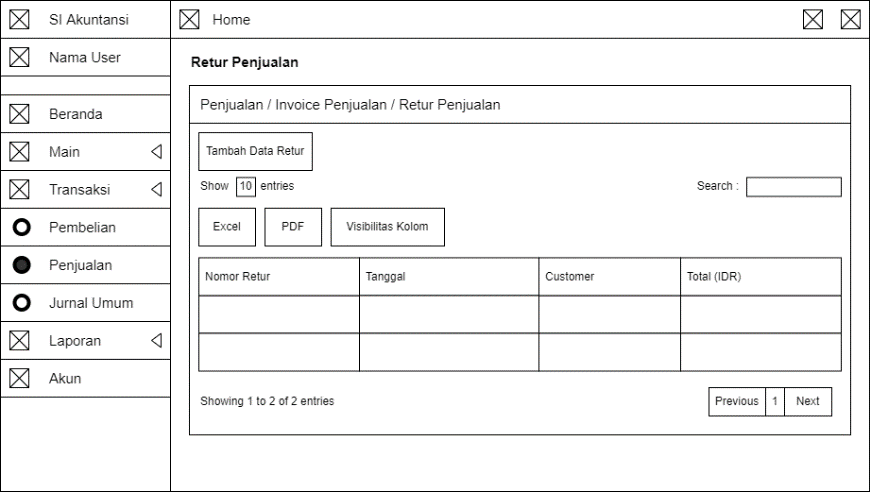 SI Akuntansi
Home
Nama User
Beranda
Main
Transaksi
Pembelian
Penjualan
Jurnal Umum
Laporan
Akun
Retur Penjualan
Penjualan / Invoice Penjualan / Retur Penjualan
Tambah Data Retur
Show 10 entries
Search :
Excel PDF Visibilitas Kolom
Nomor Retur Tanggal Customer Total (IDR)
Showing 1 to 2 of 2 entries
Previous 1 Next